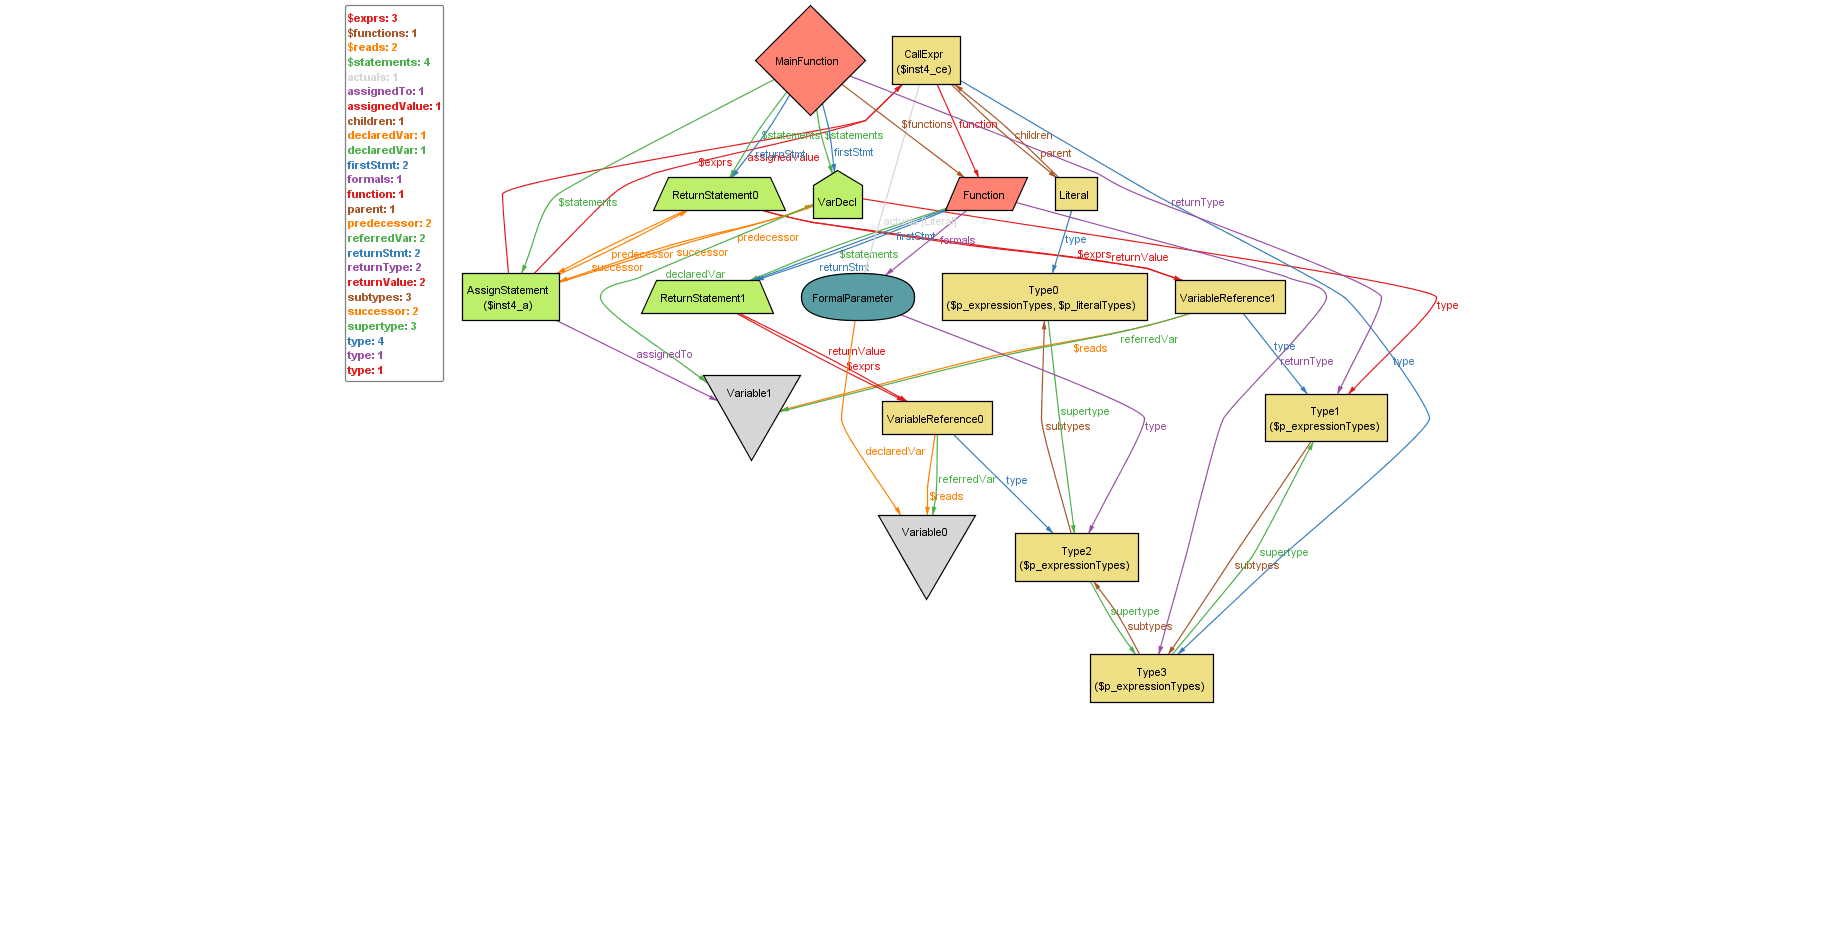 $exprs: 3
$functions: 1
$reads: 2
$statements: 4
actuals: 1
assignedTo: 1
assignedValue: 1
children: 1
declaredVar: 1
declaredVar: 1
firstStmt: 2
formals: 1
function: 1
parent: 1
predecessor: 2
referredVar: 2
returnStmt: 2
returnType: 2
returnValue: 2
subtypes: 3
successor: 2
supertype: 3
type: 4
type: 1
type: 1
MainFunction
CallExpr
($inst4_ce)
$functions
function
children
$statements
$statements
returnStmt
firstStmt
parent
$exprs
assignedValue
ReturnStatement0
VarDecl
Function
Literal
$statements
returnType
actuals [Literal]
firstStmt
formals
type
predecessor
predecessor
successor
successor
$statements
$exprs
returnValue
declaredVar
returnStmt
AssignStatement
($inst4_a)
ReturnStatement1
FormalParameter
Type0
($p_expressionTypes, $p_literalTypes)
VariableReference1
type
assignedTo
returnValue
$exprs
$reads
referredVar
type
returnType
type
Variable1
VariableReference0
supertype
subtypes
type
Type1
($p_expressionTypes)
declaredVar
referredVar
$reads
type
Variable0
Type2
($p_expressionTypes)
supertype
subtypes
supertype
subtypes
Type3
($p_expressionTypes)